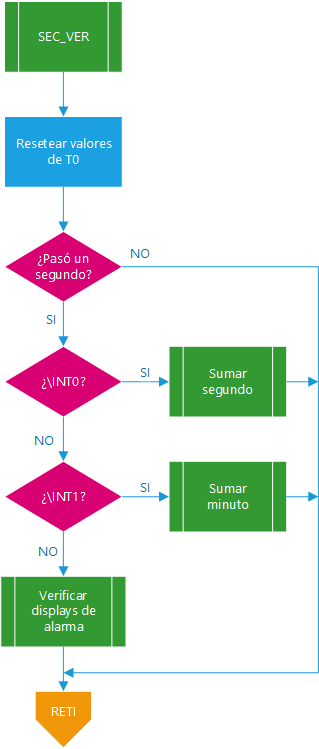 SEC_VER
Resetear valores
de T0
¿Pasó un
segundo?
NO
SI
¿\INT0?
SI
Sumar
segundo
NO
¿\INT1?
SI
Sumar
minuto
NO
Verificar
displays de
alarma
RETI